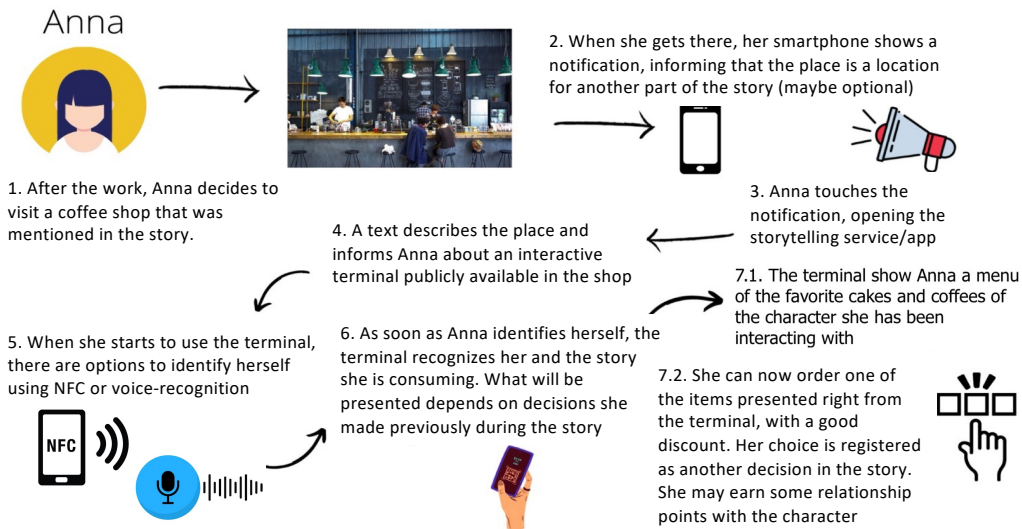 Anna
1. After the work, Anna decides to
visit a coffee shop that was
mentioned in the story.
2. When she gets there, her smartphone shows a
notification, informing that the place is a location
for another part of the story (maybe optional)
3. Anna touches the
notification, opening the
storytelling service/app
4. A text describes the place and
informs Anna about an interactive
terminal publicly available in the shop
5. When she starts to use the terminal,
there are options to identify herself
using NFC or voice-recognition
NFC
6. As soon as Anna identifies herself, the
terminal recognizes her and the story
she is consuming. What will be
presented depends on decisions she
made previously during the story
7.1. The terminal show Anna a menu
of the favorite cakes and coffees of
the character she has been
interacting with
7.2. She can now order one of
the items presented right from
the terminal, with a good
discount. Her choice is registered
as another decision in the story.
She may earn some relationship
points with the character